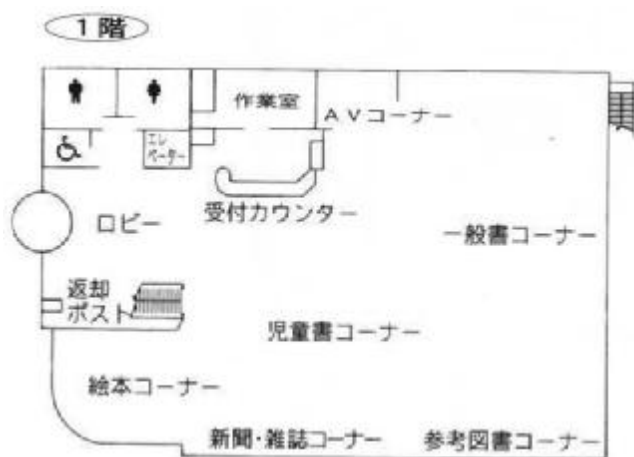 1階
作業室
AVコーナー
エレ
ベーター
ロビー
受付カウンター
一般書コーナー
返却
ポスト
児童書コーナー
絵本コーナー
新聞・雑誌コーナー
参考図書コーナー